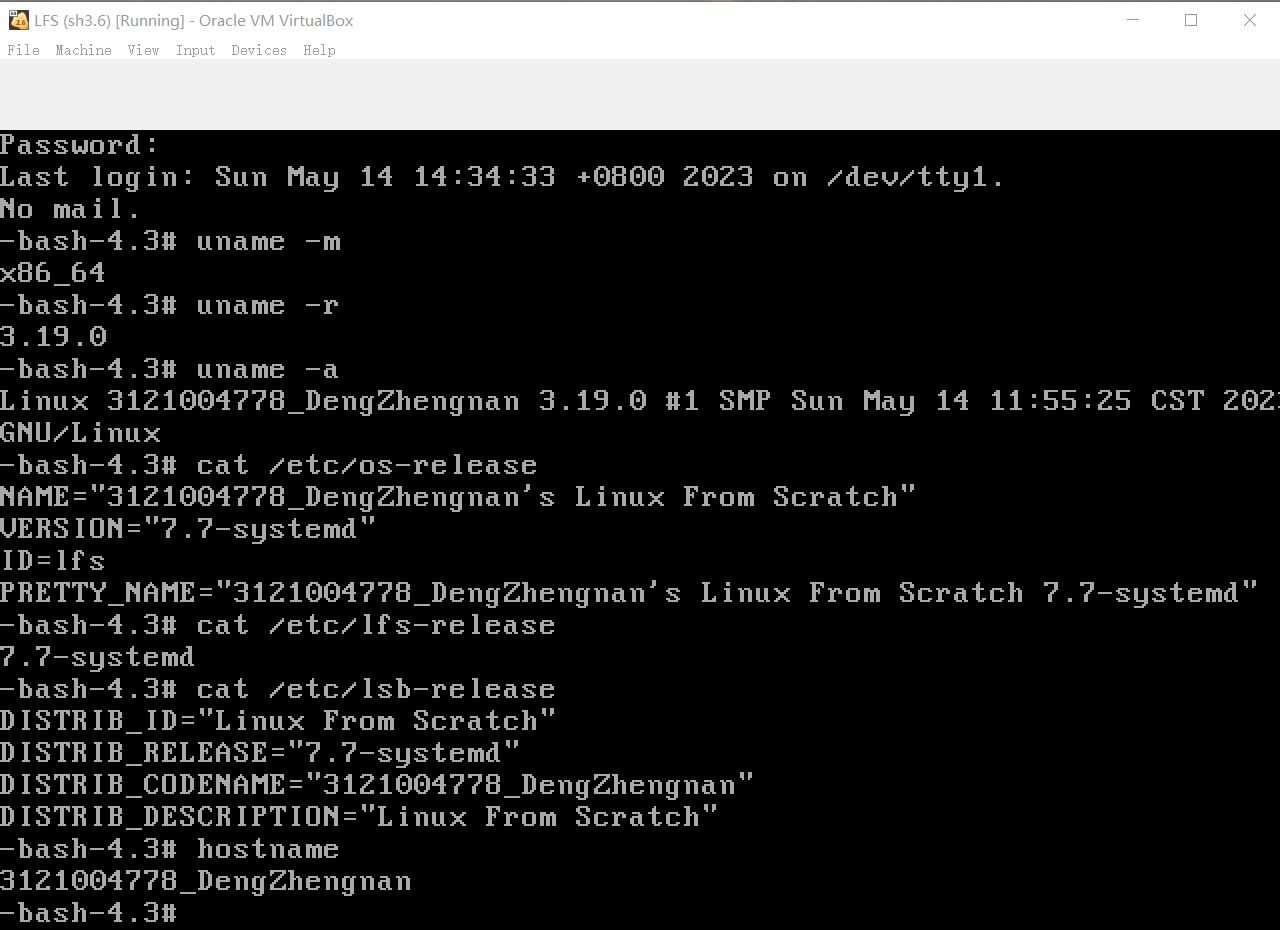 LFS (sh3.6) [Running] - Oracle VM VirtualBox
File Machine View Input Devices Help
Password:
Last login: Sun May 14 14:34:33 +0800 2023 on /dev/tty1.
No mail.
-bash-4.3# uname -m
x86_64
-bash-4.3# uname -r
3.19.0
-bash-4.3# uname -a
Linux 3121004778_DengZhengnan 3.19.0 #1 SMP Sun May 14 11:55:25 CST 202
GNU/Linux
-bash-4.3# cat /etc/os-release
NAME="3121004778_DengZhengnan's Linux From Scratch"
VERSION="7.7-systemd"
ID=lfs
PRETTY_NAME="3121004778_DengZhengnan's Linux From Scratch 7.7-systemd"
-bash-4.3# cat /etc/lfs-release
7.7-systemd
-bash-4.3# cat /etc/lsb-release
DISTRIB_ID="Linux From Scratch"
DISTRIB_RELEASE="7.7-systemd"
DISTRIB_CODENAME="3121004778_DengZhengnan"
DISTRIB_DESCRIPTION="Linux From Scratch"
-bash-4.3# hostname
3121004778_DengZhengnan
-bash-4.3#